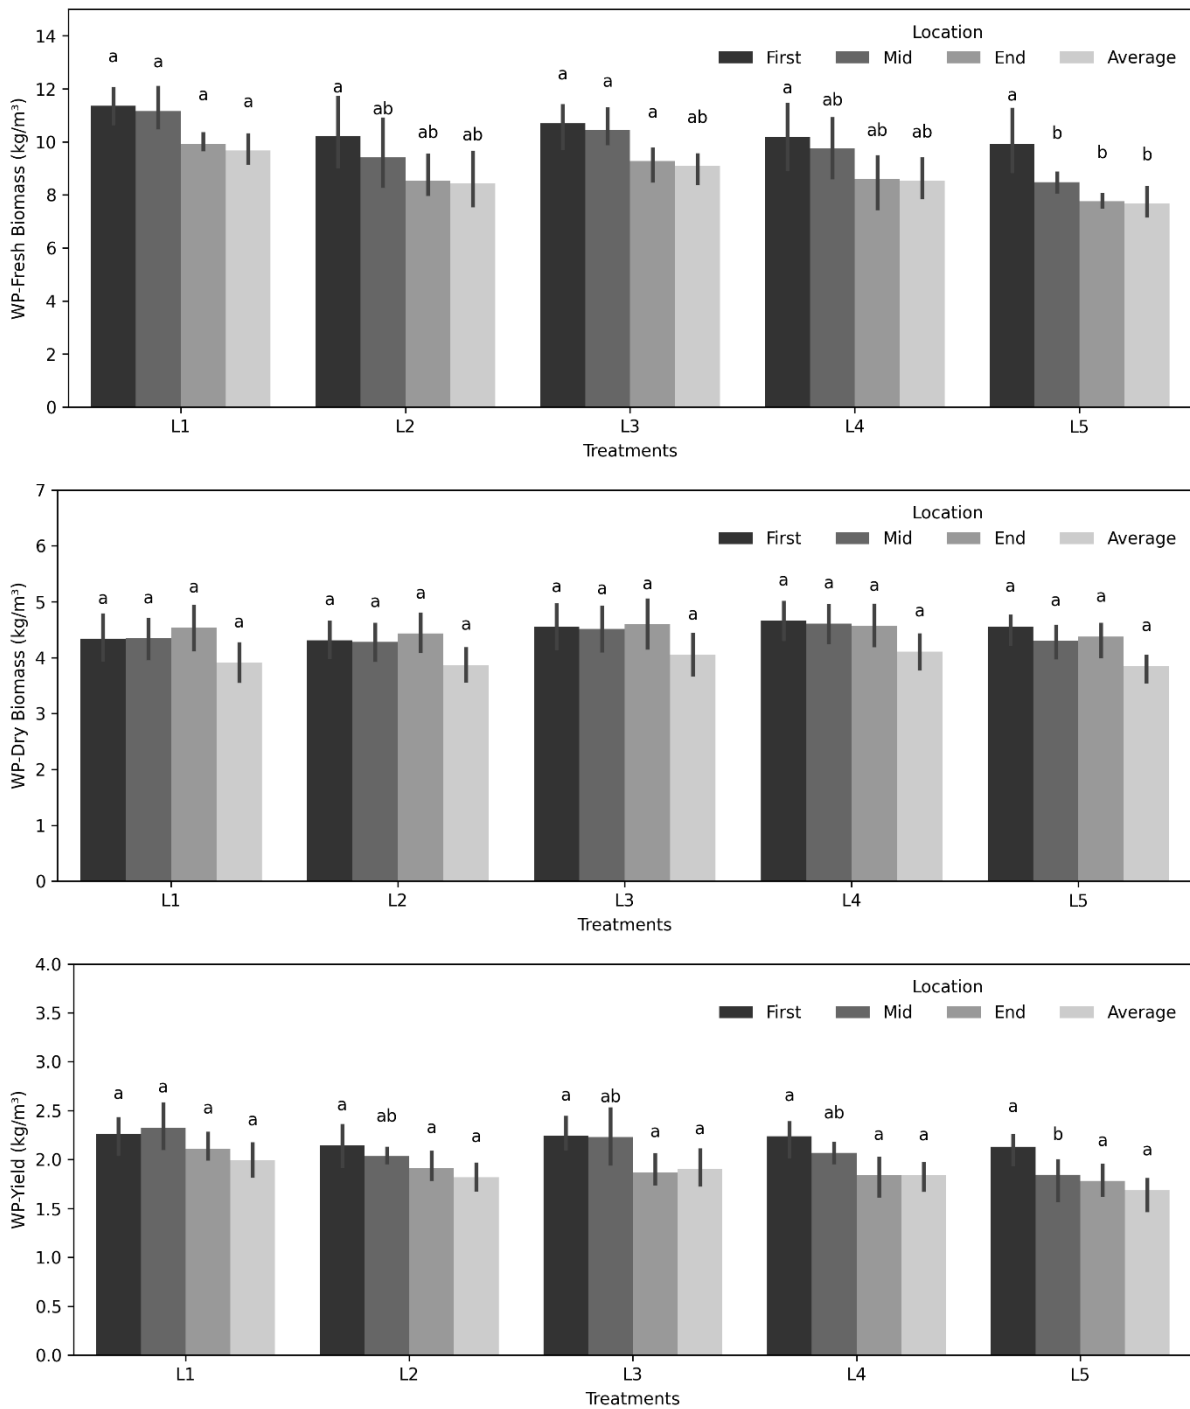 WP-Fresh Biomass (kg/m³)
14
12
10
8
6
4
2
0
Location
First Mid End Average
a a a a
a ab ab ab
a a a ab
a ab ab ab
a b b b
L1 L2 L3 L4 L5
Treatments
WP-Dry Biomass (kg/m³)
7
6
5
4
3
2
1
0
Location
First Mid End Average
a a a a
a a a a
a a a a
a a a a
a a a a
L1 L2 L3 L4 L5
Treatments
WP-Yield (kg/m³)
4.0
3.5
3.0
2.5
2.0
1.5
1.0
0.5
0.0
Location
First Mid End Average
a a a a
a ab a a
a ab a a
a ab a a
a b a a
L1 L2 L3 L4 L5
Treatments